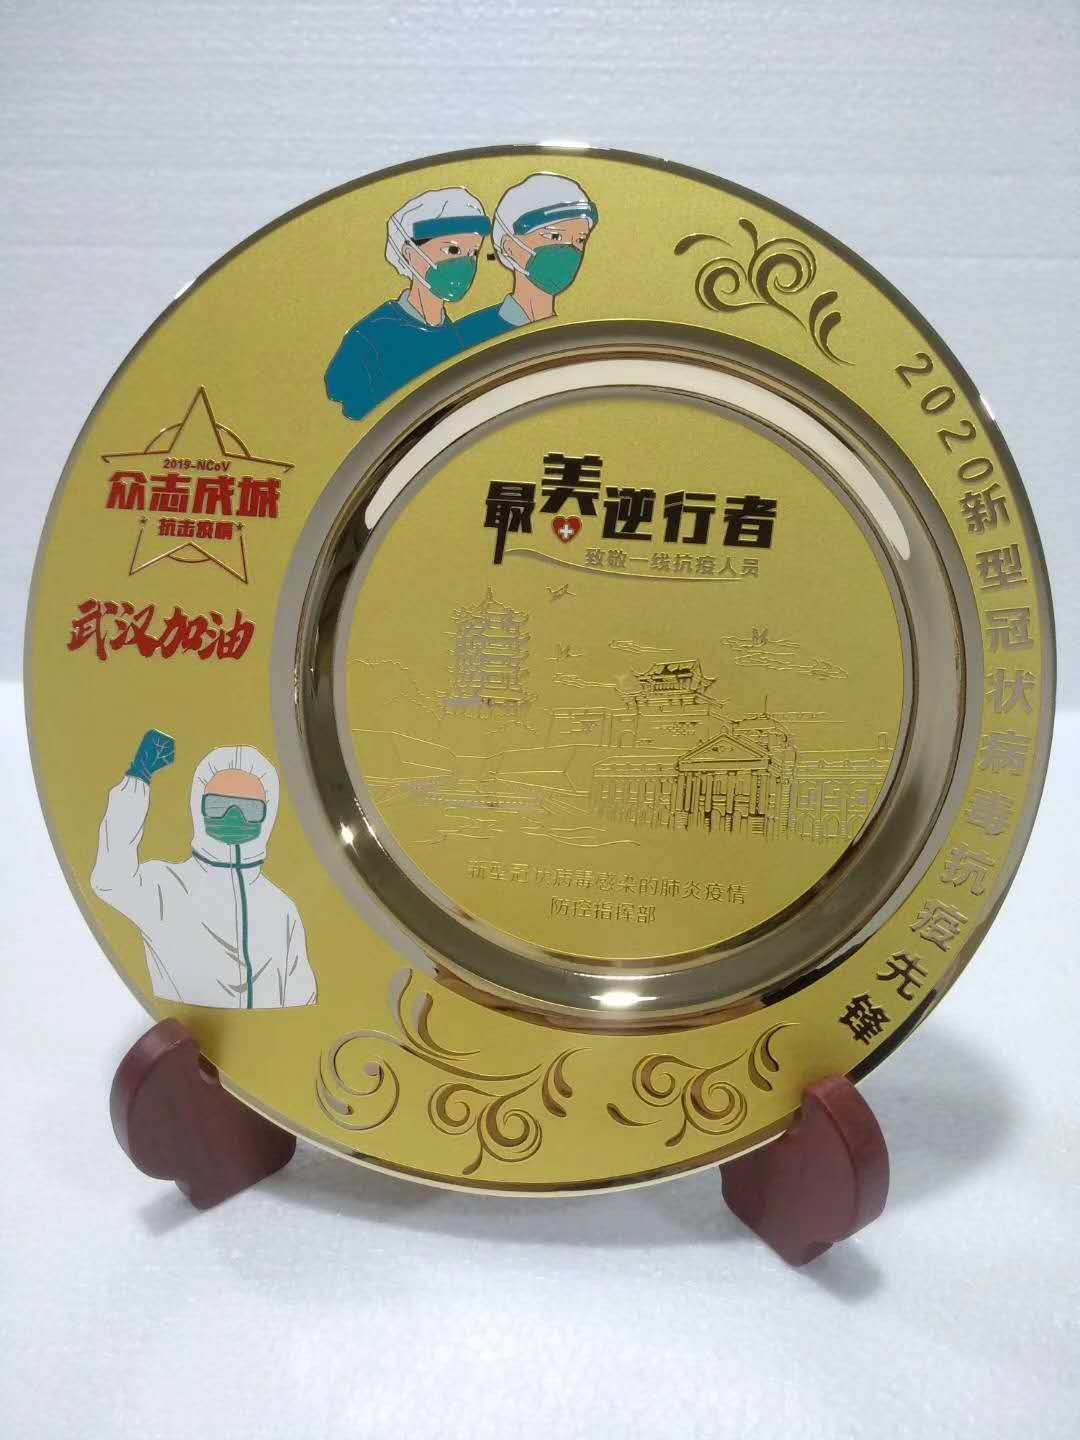 2019-NCoV
众志成城
抗击疫情
武汉加油
最美逆行者
致敬一线抗疫人员
新型冠状病毒感染的肺炎疫情
防控指挥部
2020新型冠状病毒抗疫先锋